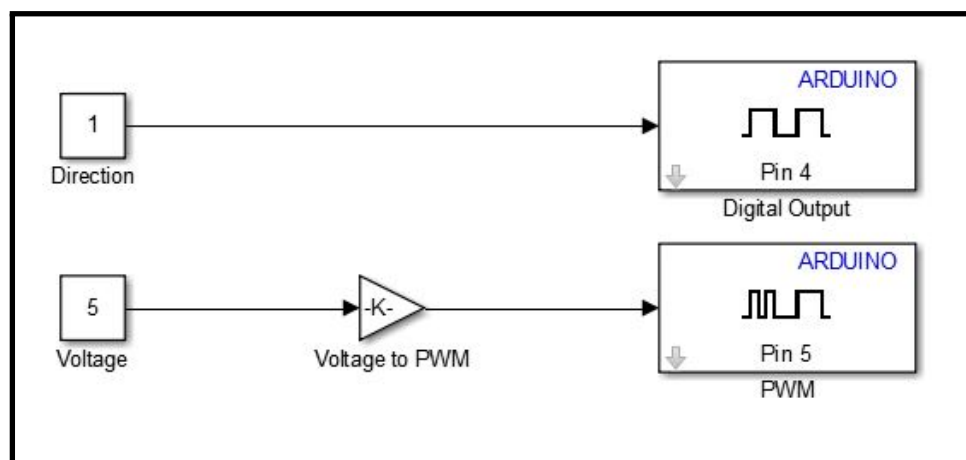 1
Direction
ARDUINO
Pin 4
Digital Output
5
Voltage
-K-
Voltage to PWM
ARDUINO
Pin 5
PWM